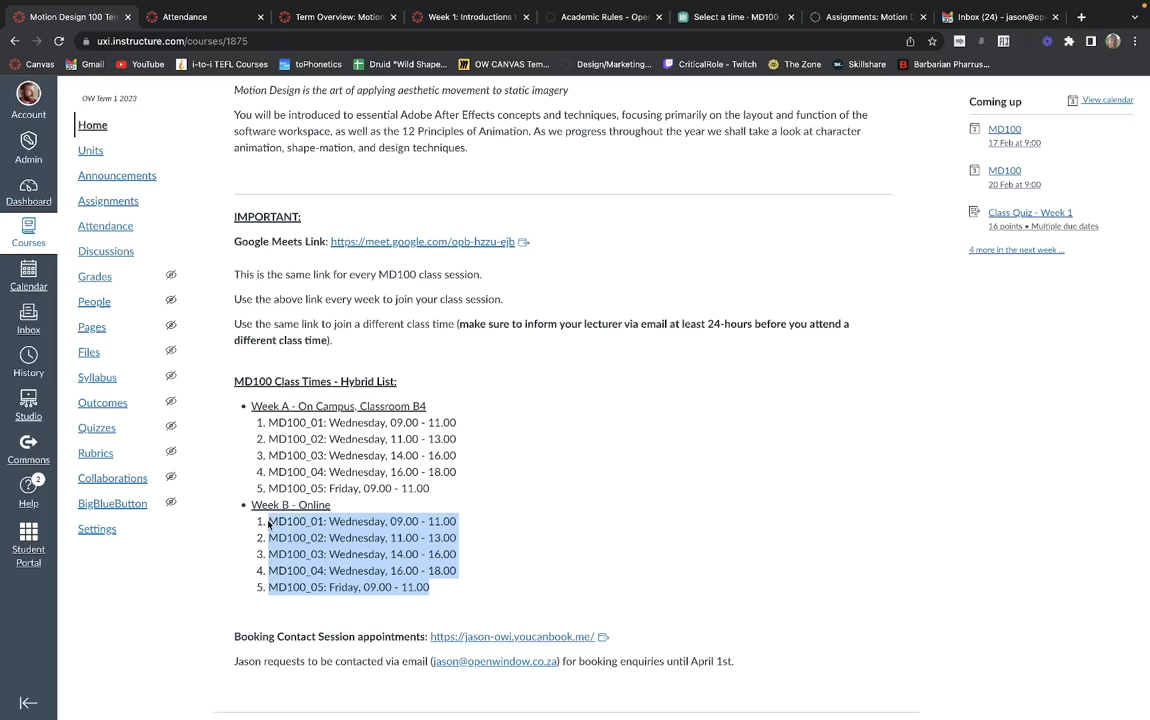 Motion Design 100 Ter
Attendance
Term Overview: Motion
Week 1: Introductions
Academic Rules - Ope
Select a time - MD100
Assignments: Motion D
Inbox (24) - jason@op
uxi.instructure.com/courses/1875
Canvas
Gmail
YouTube
i-to-i TEFL Courses
toPhonetics
Druid "Wild Shape...
OW CANVAS Tem...
Design/Marketing...
CriticalRole - Twitch
The Zone
Skillshare
Barbarian Pharrus...
Account
Admin
Dashboard
Courses
Calendar
Inbox
History
Studio
Commons
2
Help
Student
Portal
OW Term 1 2023
Home
Units
Announcements
Assignments
Attendance
Discussions
Grades
People
Pages
Files
Syllabus
Outcomes
Quizzes
Rubrics
Collaborations
BigBlueButton
Settings
Motion Design is the art of applying aesthetic movement to static imagery
You will be introduced to essential Adobe After Effects concepts and techniques, focusing primarily on the layout and function of the
software workspace, as well as the 12 Principles of Animation. As we progress throughout the year we shall take a look at character
animation, shape-mation, and design techniques.
IMPORTANT:
Google Meets Link: https://meet.google.com/opb-hzzu-ejb
This is the same link for every MD100 class session.
Use the above link every week to join your class session.
Use the same link to join a different class time (make sure to inform your lecturer via email at least 24-hours before you attend a
different class time).
MD100 Class Times - Hybrid List:
• Week A - On Campus, Classroom B4
1. MD100_01: Wednesday, 09.00 - 11.00
2. MD100_02: Wednesday, 11.00 - 13.00
3. MD100_03: Wednesday, 14.00 - 16.00
4. MD100_04: Wednesday, 16.00 - 18.00
5. MD100_05: Friday, 09.00 - 11.00
• Week B - Online
1. MD100_01: Wednesday, 09.00 - 11.00
2. MD100_02: Wednesday, 11.00 - 13.00
3. MD100_03: Wednesday, 14.00 - 16.00
4. MD100_04: Wednesday, 16.00 - 18.00
5. MD100_05: Friday, 09.00 - 11.00
Booking Contact Session appointments: https://jason-owi.youcanbook.me/
Jason requests to be contacted via email (jason@openwindow.co.za) for booking enquiries until April 1st.
Coming up
View calendar
MD100
17 Feb at 9:00
MD100
20 Feb at 9:00
Class Quiz - Week 1
16 points • Multiple due dates
4 more in the next week ...